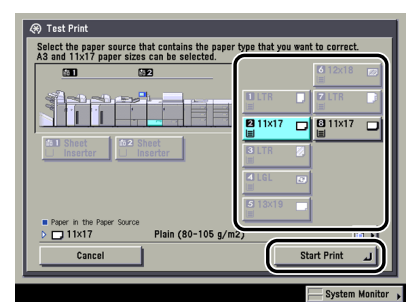 Test Print
Select the paper source that contains the paper type that you want to correct.
A3 and 11x17 paper sizes can be selected.
1
2
6 12x18
1 LTR
7 LTR
2 11x17
8 11x17
3 LTR
4 LGL
5 13x19
1 Sheet Inserter
2 Sheet Inserter
Paper in the Paper Source
11x17
Plain (80-105 g/m2)
Cancel
Start Print
System Monitor